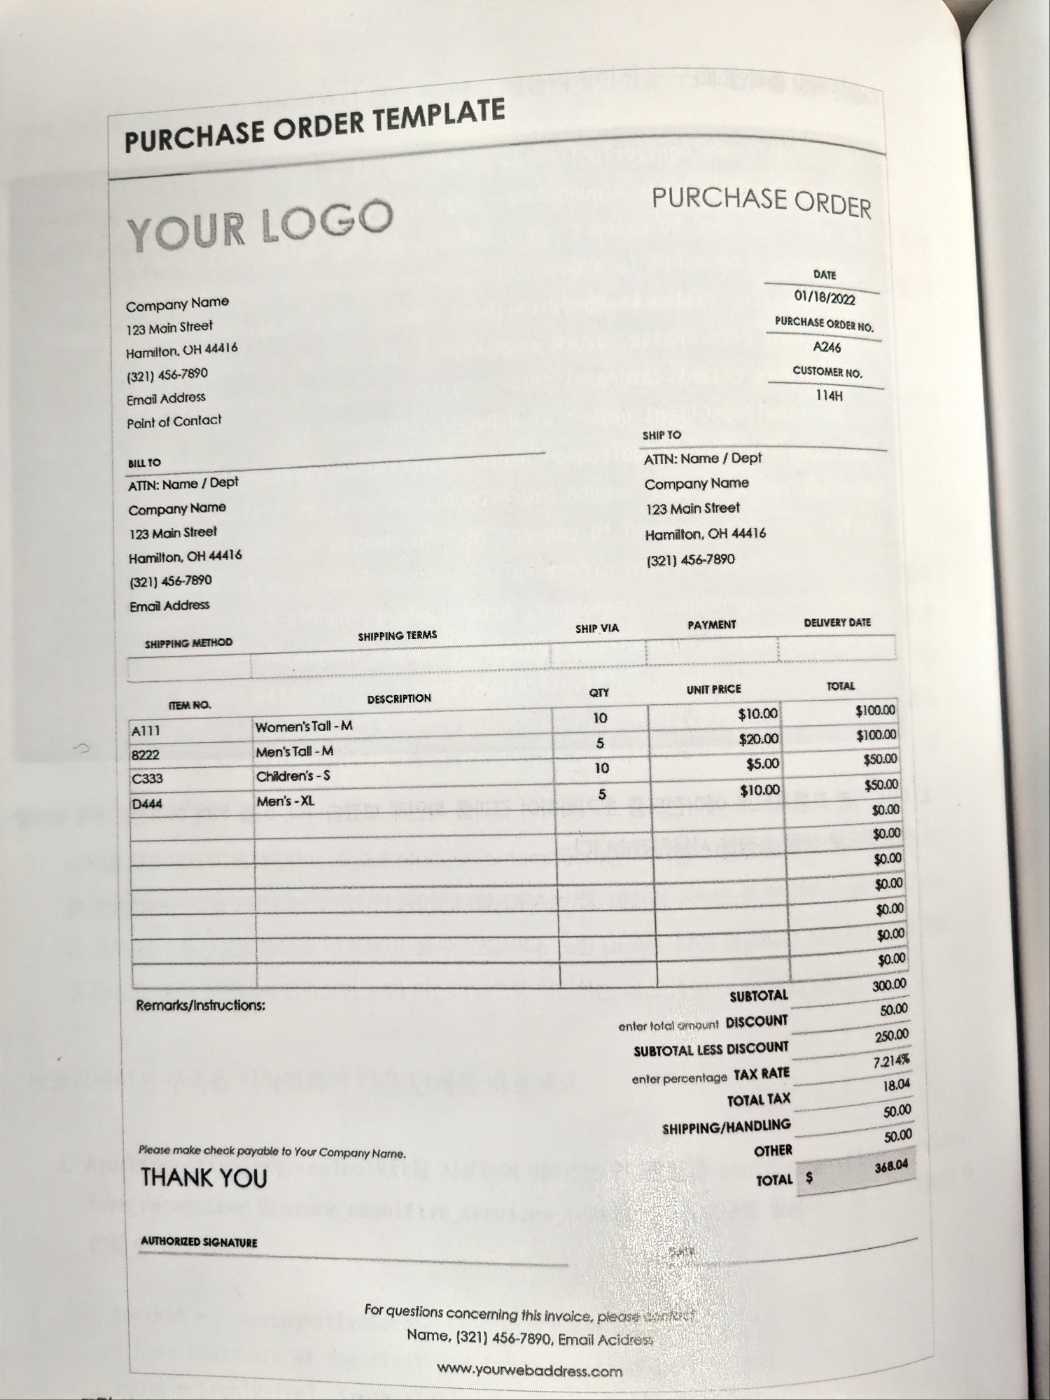 PURCHASE ORDER TEMPLATE
YOUR LOGO
PURCHASE ORDER
Company Name
123 Main Street
Hamilton, OH 44416
(321) 456-7890
Email Address
Point of Contact
DATE
01/18/2022
PURCHASE ORDER NO.
A246
CUSTOMER NO.
114H
BILL TO
ATTN: Name / Dept
Company Name
123 Main Street
Hamilton, OH 44416
(321) 456-7890
Email Address
SHIP TO
ATTN: Name / Dept
Company Name
123 Main Street
Hamilton, OH 44416
(321) 456-7890
SHIPPING METHOD SHIPPING TERMS SHIP VIA PAYMENT DELIVERY DATE
ITEM NO. DESCRIPTION QTY UNIT PRICE TOTAL
A111 Women's Tall - M 10 $10.00 $100.00
8222 Men's Tall - M 5 $20.00 $100.00
C333 Children's - S 10 $5.00 $50.00
D444 Men's - XL 5 $10.00 $50.00
$0.00
$0.00
$0.00
$0.00
$0.00
$0.00
$0.00
Remarks/Instructions:
SUBTOTAL 300.00
enter total amount DISCOUNT 50.00
SUBTOTAL LESS DISCOUNT 250.00
enter percentage TAX RATE 7.214%
TOTAL TAX 18.04
SHIPPING/HANDLING 50.00
OTHER 50.00
TOTAL $ 368.04
Please make check payable to Your Company Name.
THANK YOU
AUTHORIZED SIGNATURE
For questions concerning this invoice, please contact
Name, (321) 456-7890, Email Address
www.yourwebaddress.com